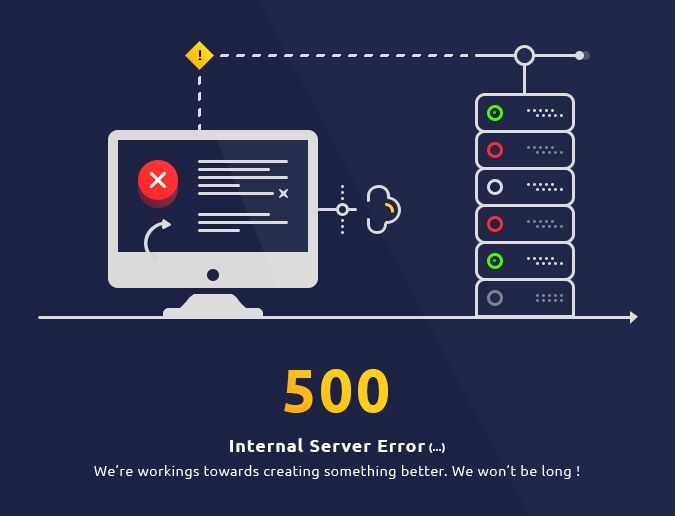 !
500
Internal Server Error (...)
We're workings towards creating something better. We won't be long !